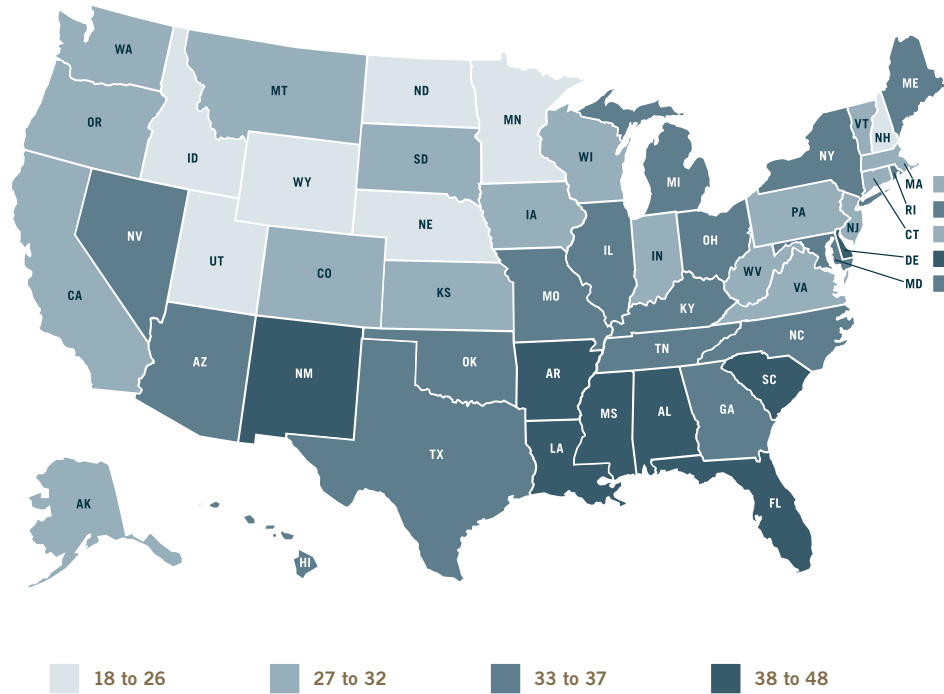 WA
MT
ND
MN
ME
VT
NH
OR
ID
SD
WI
NY
WY
MI
MA
RI
NE
IA
PA
NJ
CT
NV
UT
CO
KS
IL
IN
OH
WV
VA
DE
MD
CA
MO
KY
NC
AZ
NM
OK
AR
TN
SC
MS
AL
GA
TX
LA
FL
AK
HI
18 to 26
27 to 32
33 to 37
38 to 48